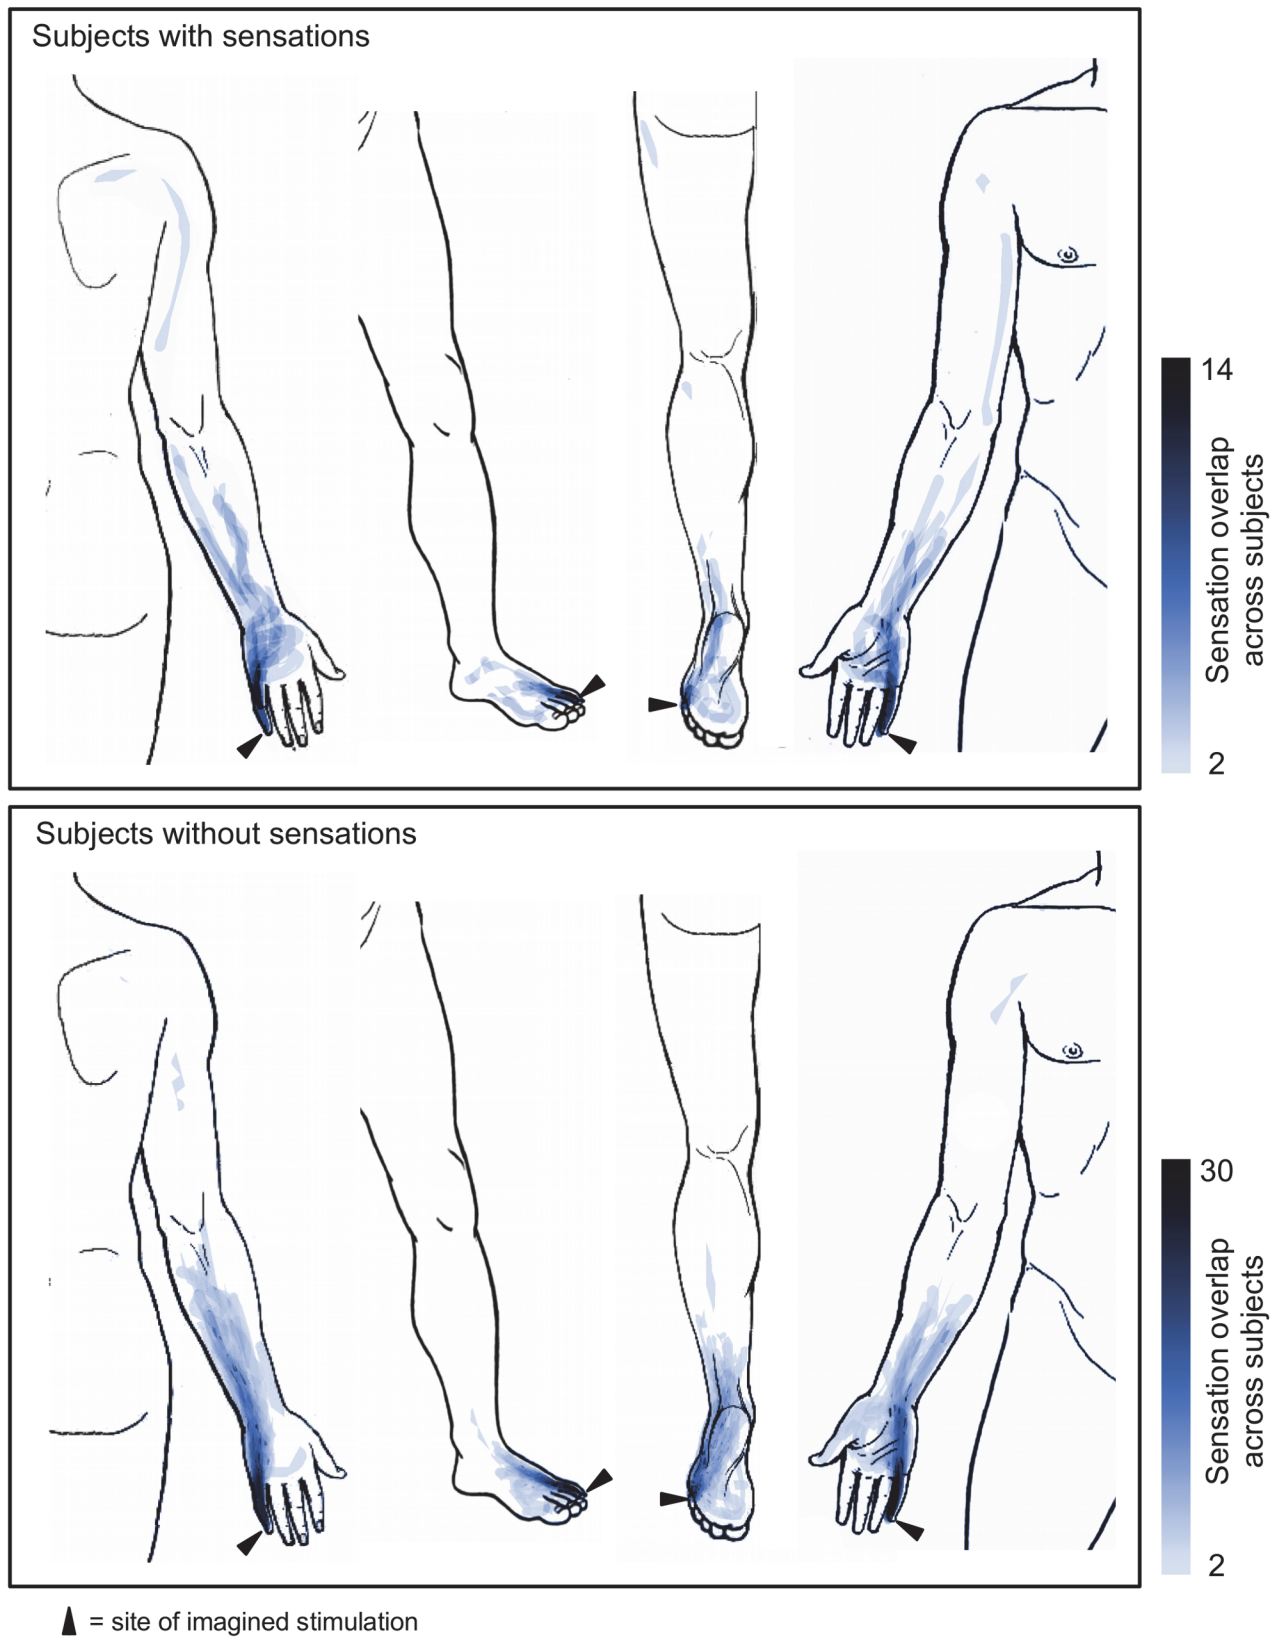 Subjects with sensations
14
Sensation overlap
across subjects
2
Subjects without sensations
30
Sensation overlap
across subjects
2
= site of imagined stimulation